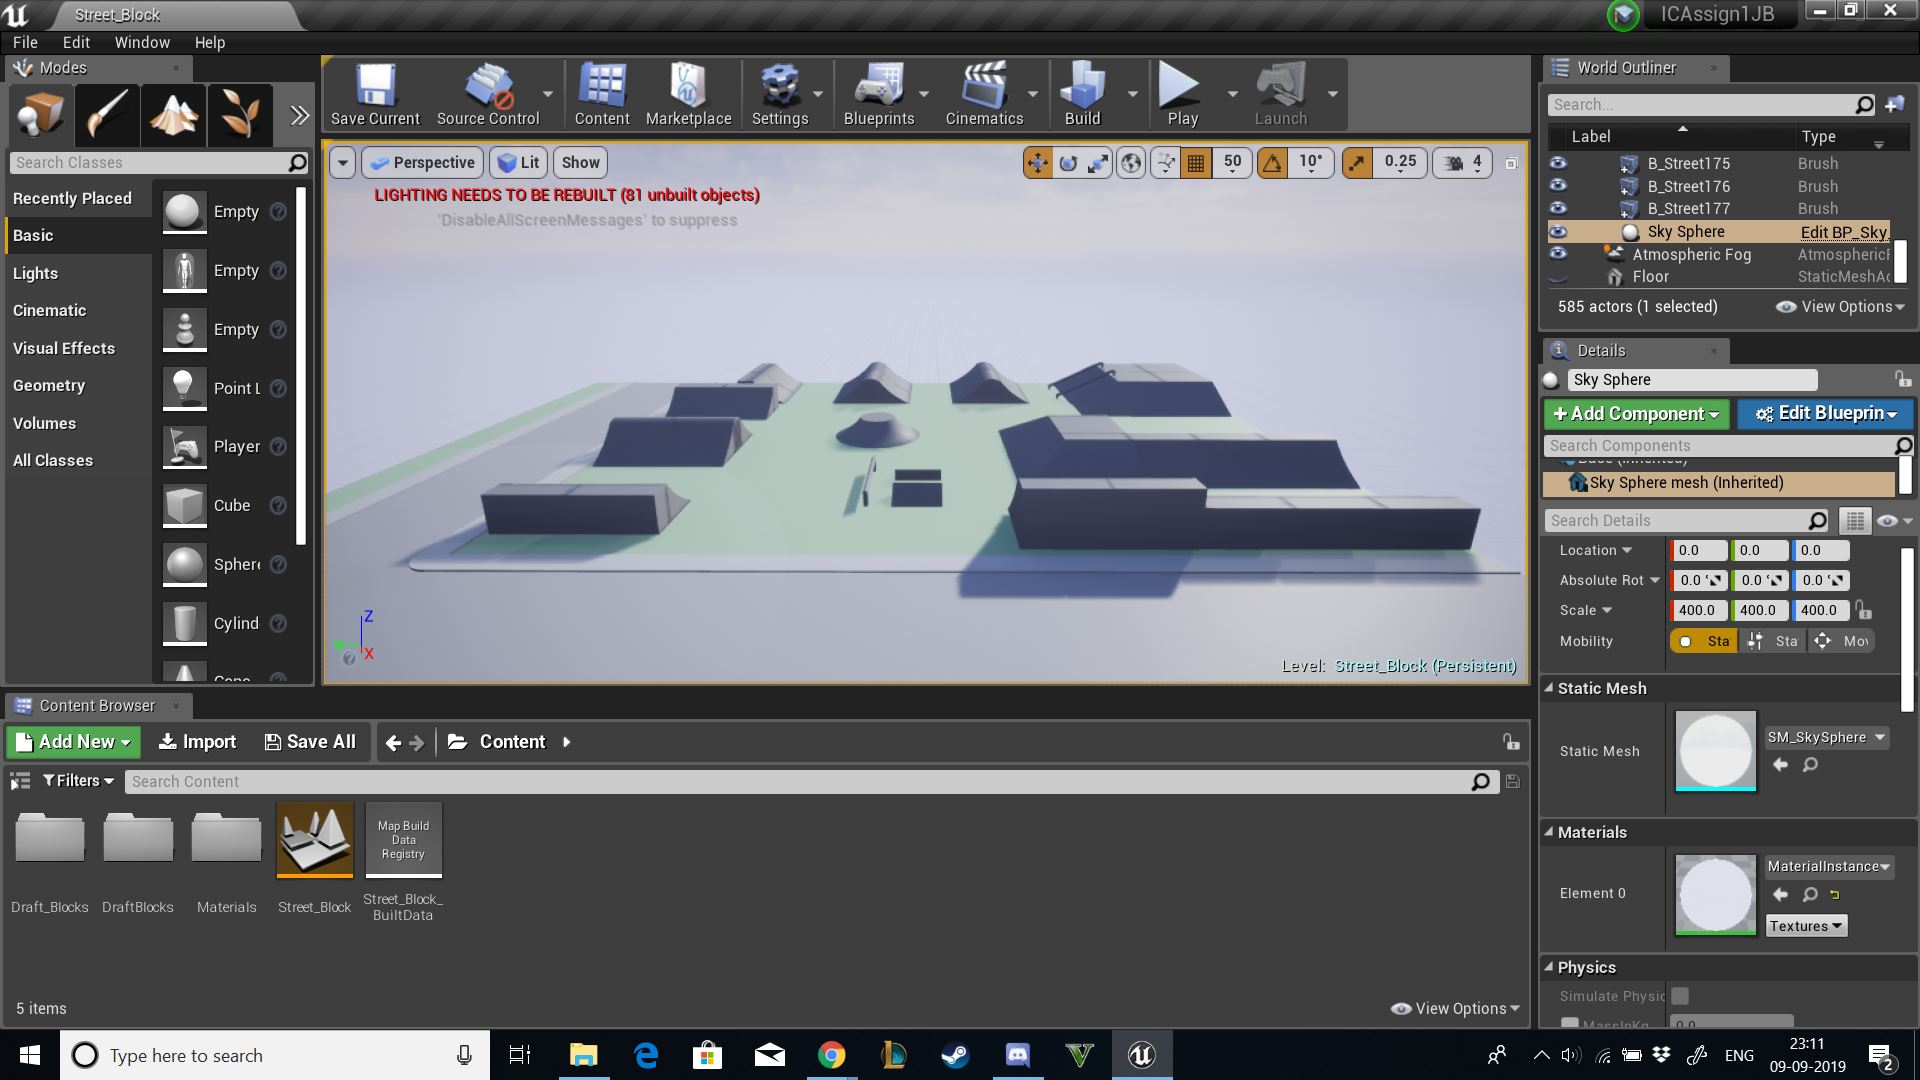 Street_Block
ICAssign1JB
File Edit Window Help
Modes
Search Classes
Recently Placed
Basic
Lights
Cinematic
Visual Effects
Geometry
Volumes
All Classes
Empty
Empty
Empty
Point L
Player
Cube
Sphere
Cylind
Save Current
Source Control
Content
Marketplace
Settings
Blueprints
Cinematics
Build
Play
Launch
Perspective
Lit
Show
50
10°
0.25
4
LIGHTING NEEDS TO BE REBUILT (81 unbuilt objects)
'DisableAllScreenMessages' to suppress
Z
X
Level: Street_Block (Persistent)
World Outliner
Search...
Label Type
B_Street175 Brush
B_Street176 Brush
B_Street177 Brush
Sky Sphere Edit BP_Sky_
Atmospheric Fog AtmosphericF
Floor StaticMeshAc
585 actors (1 selected)
View Options
Details
Sky Sphere
+Add Component
Edit Blueprin
Search Components
Sky Sphere mesh (Inherited)
Search Details
Location 0.0 0.0 0.0
Absolute Rot 0.0 ° 0.0 ° 0.0 °
Scale 400.0 400.0 400.0
Mobility Sta Sta Mov
Static Mesh
Static Mesh SM_SkySphere
Materials
Element 0 MaterialInstance
Textures
Physics
Simulate Physic
MassInKg 0.0
Content Browser
Add New
Import
Save All
Content
Filters
Search Content
Draft_Blocks
DraftBlocks
Materials
Street_Block
Map Build
Data
Registry
Street_Block_
BuiltData
5 items
View Options
Type here to search
ENG
23:11
09-09-2019
2